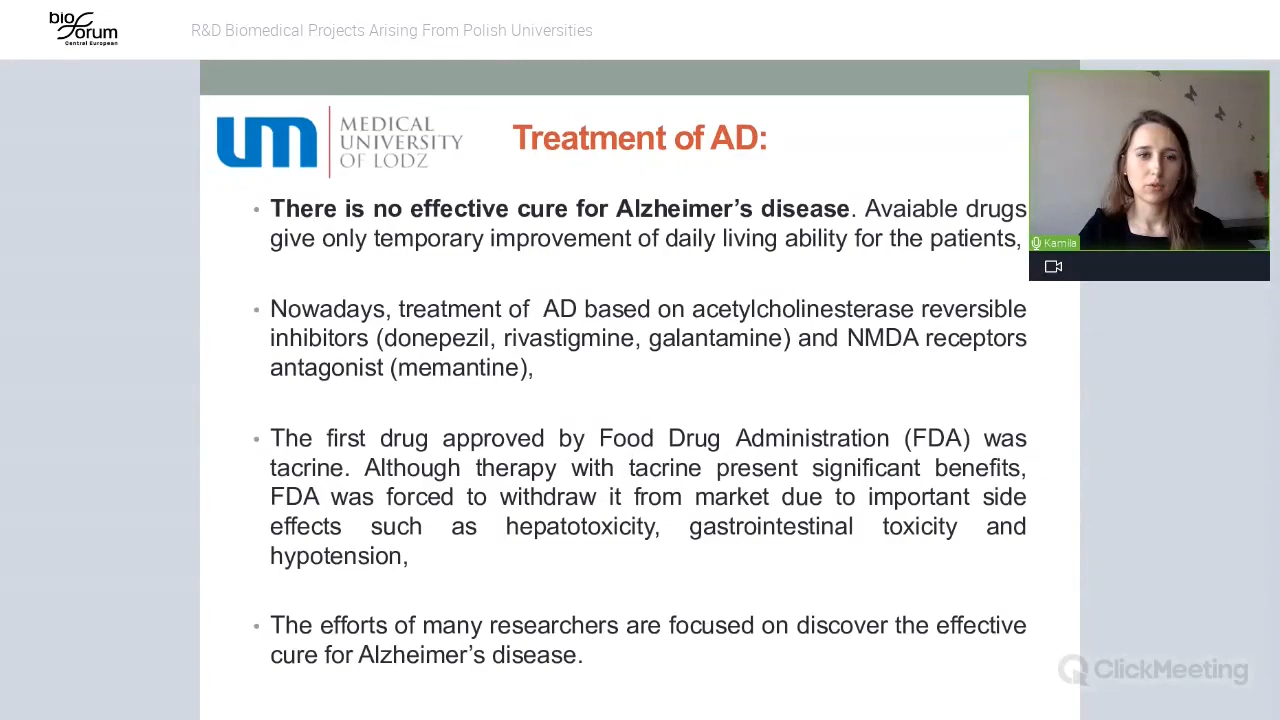 bio
Forum
Central European
R&D Biomedical Projects Arising From Polish Universities
um
MEDICAL
UNIVERSITY
OF LODZ
Treatment of AD:
• There is no effective cure for Alzheimer's disease. Avaiable drugs
give only temporary improvement of daily living ability for the patients,
• Nowadays, treatment of AD based on acetylcholinesterase reversible
inhibitors (donepezil, rivastigmine, galantamine) and NMDA receptors
antagonist (memantine),
• The first drug approved by Food Drug Administration (FDA) was
tacrine. Although therapy with tacrine present significant benefits,
FDA was forced to withdraw it from market due to important side
effects such as hepatotoxicity, gastrointestinal toxicity and
hypotension,
• The efforts of many researchers are focused on discover the effective
cure for Alzheimer's disease.
Kamila
ClickMeeting